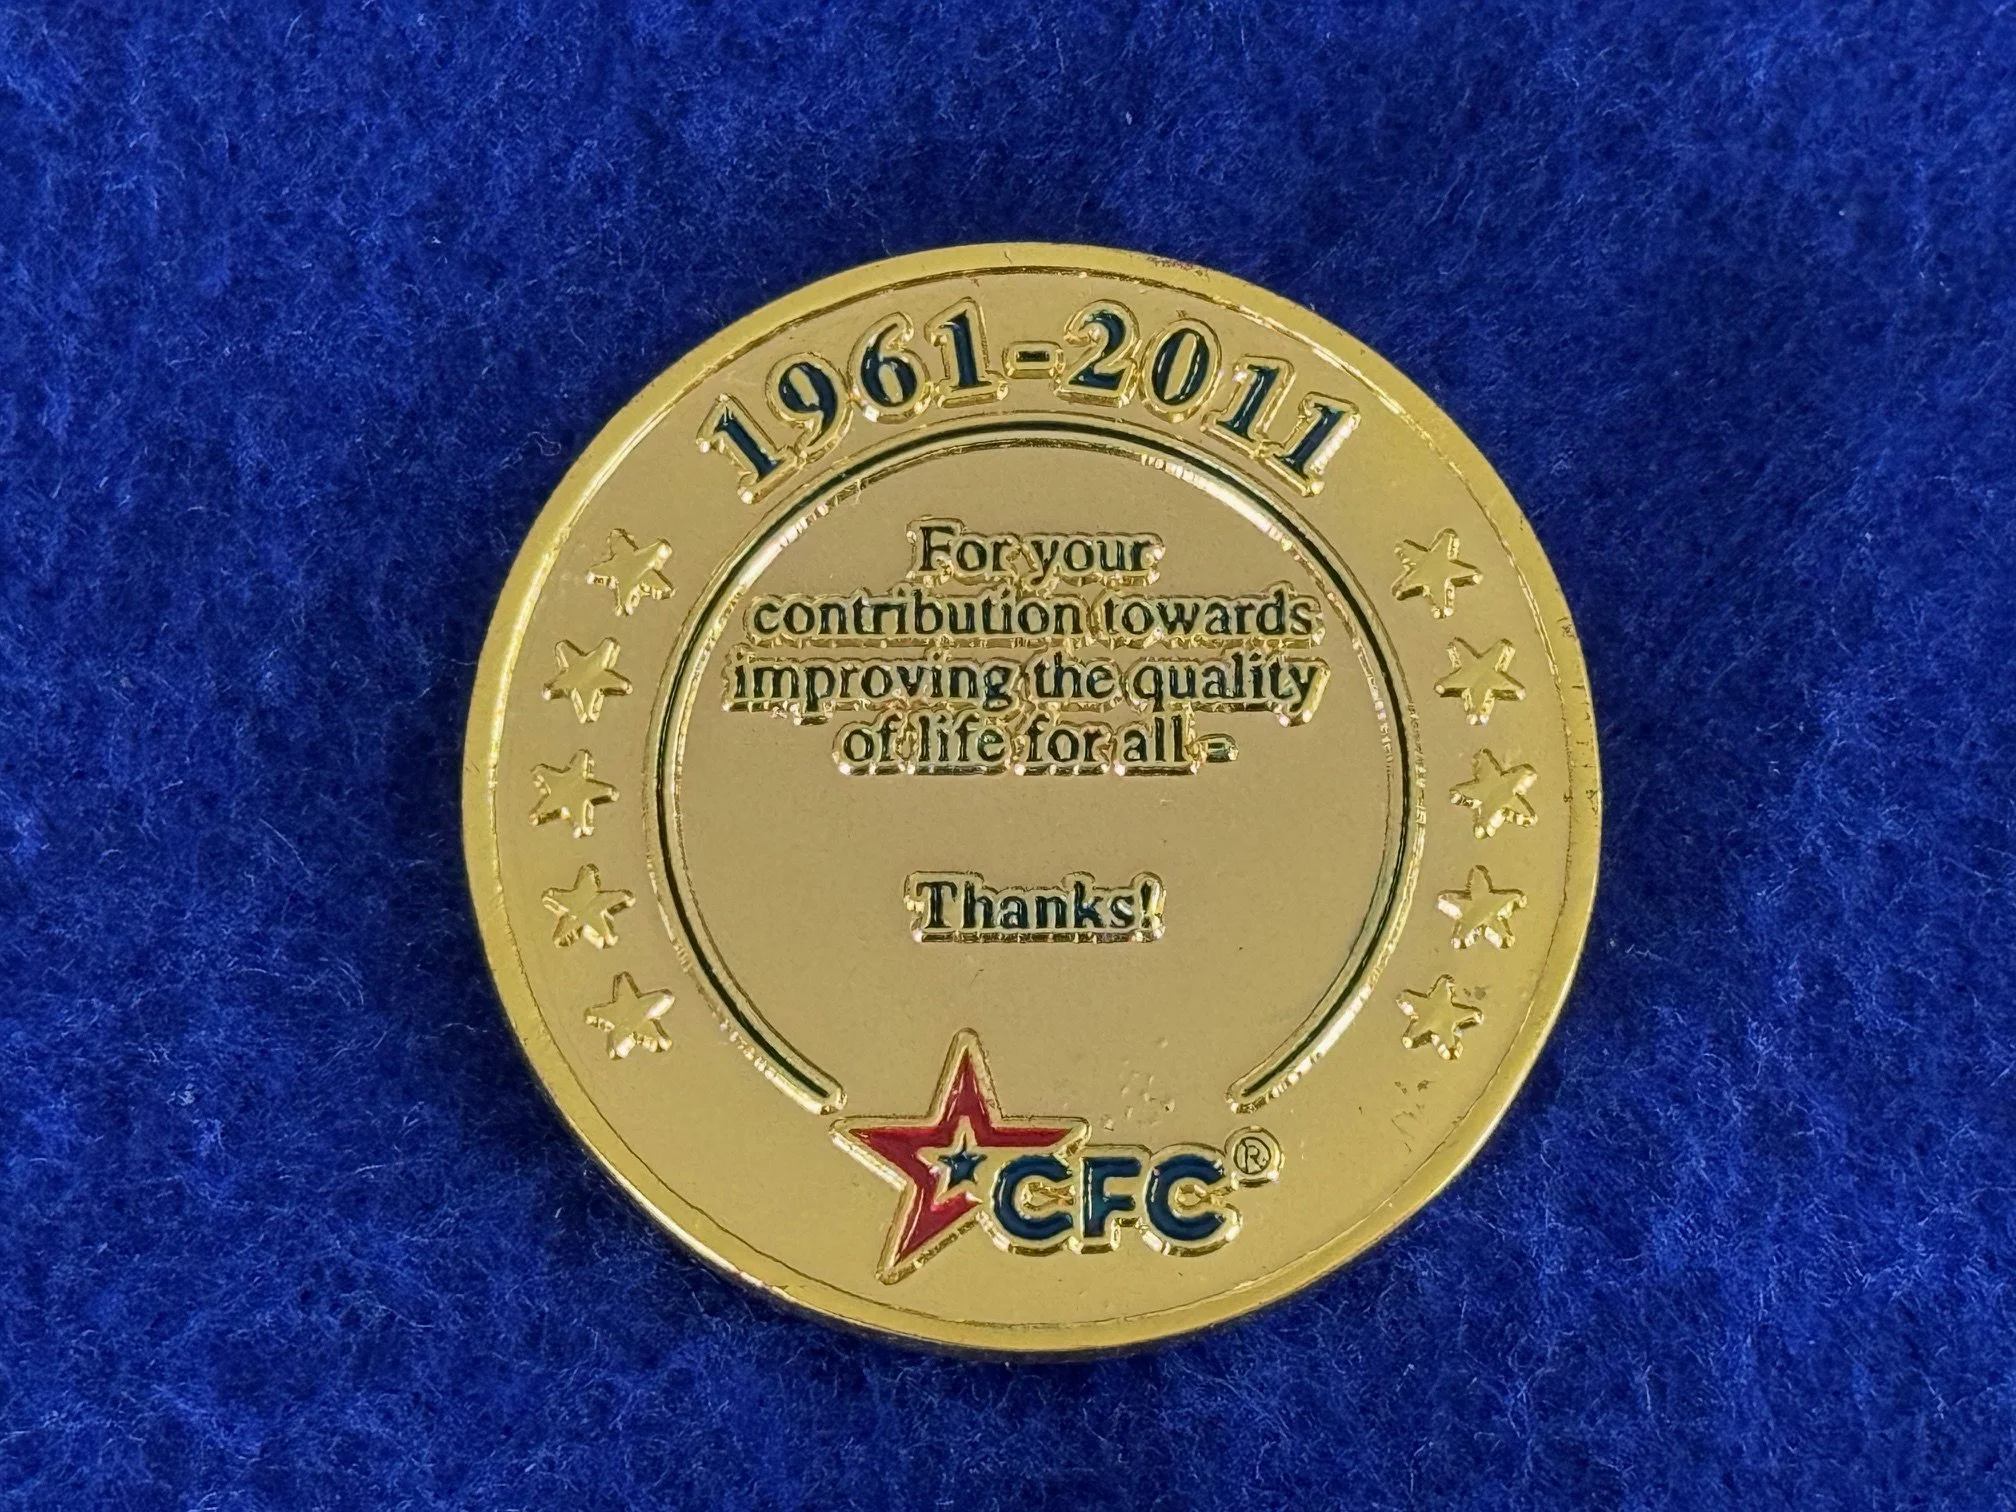 1961-2011
For your
contribution towards
improving the quality
of life for all -
Thanks!
CFC®